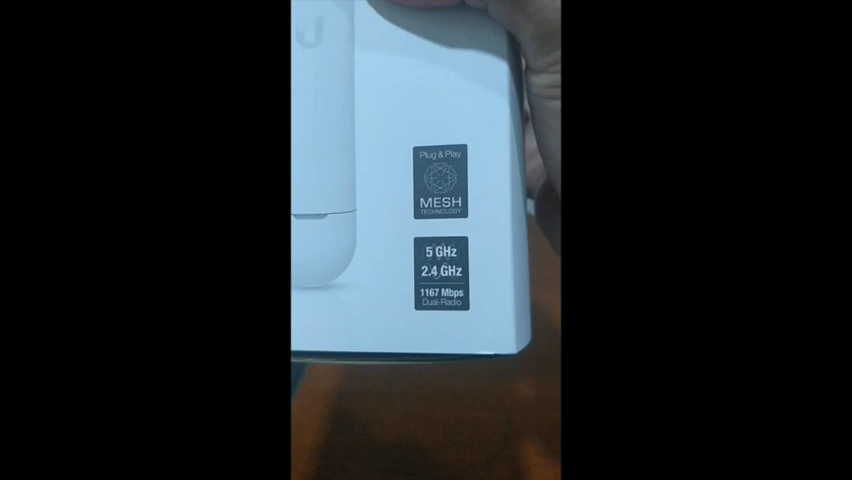 Plug & Play
MESH
TECHNOLOGY
5 GHz
2.4 GHz
1167 Mbps
Dual-Radio